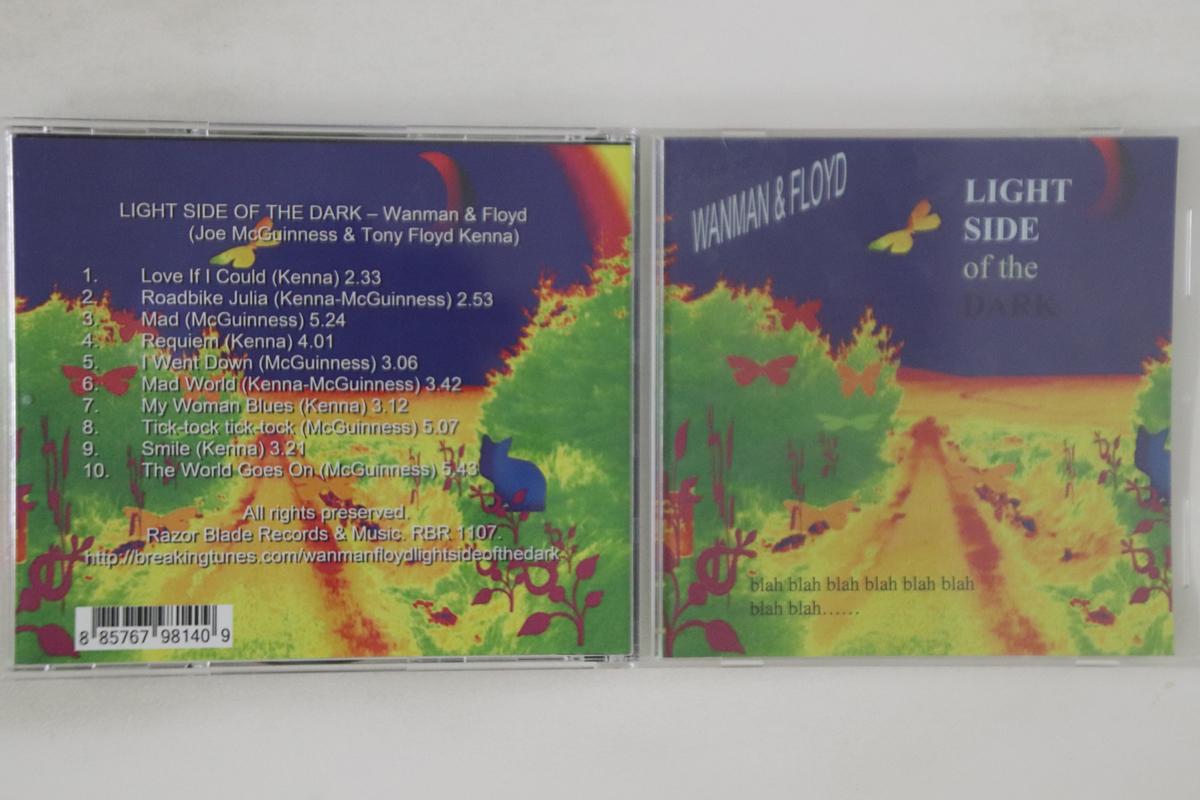 LIGHT SIDE OF THE DARK – Wanman & Floyd
(Joe McGuinness & Tony Floyd Kenna)
1. Love If I Could (Kenna) 2.33
2. Roadbike Julia (Kenna-McGuinness) 2.53
3. Mad (McGuinness) 5.24
4. Requiem (Kenna) 4.01
5. I Went Down (McGuinness) 3.06
6. Mad World (Kenna-McGuinness) 3.42
7. My Woman Blues (Kenna) 3.12
8. Tick-tock tick-tock (McGuinness) 5.07
9. Smile (Kenna) 3.21
10. The World Goes On (McGuinness) 5.43
All rights preserved.
Razor Blade Records & Music. RBR 1107.
http://breakingtunes.com/wanmanfloydlightsideofthedark
8 85767 98140 9
WANMAN & FLOYD
LIGHT
SIDE
of the
DARK
blah blah blah blah blah blah
blah blah......